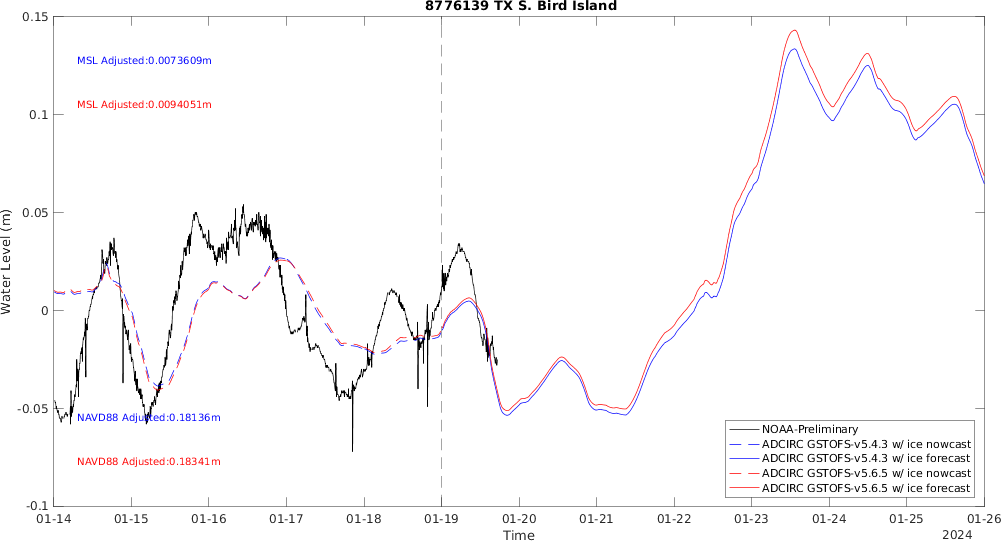 8776139 TX S. Bird Island
0.15
0.1
0.05
0
-0.05
-0.1
Water Level (m)
MSL Adjusted:0.0073609m
MSL Adjusted:0.0094051m
NAVD88 Adjusted:0.18136m
NAVD88 Adjusted:0.18341m
NOAA-Preliminary
ADCIRC GSTOFS-v5.4.3 w/ ice nowcast
ADCIRC GSTOFS-v5.4.3 w/ ice forecast
ADCIRC GSTOFS-v5.6.5 w/ ice nowcast
ADCIRC GSTOFS-v5.6.5 w/ ice forecast
01-14 01-15 01-16 01-17 01-18 01-19 01-20 01-21 01-22 01-23 01-24 01-25 01-26
Time
2024